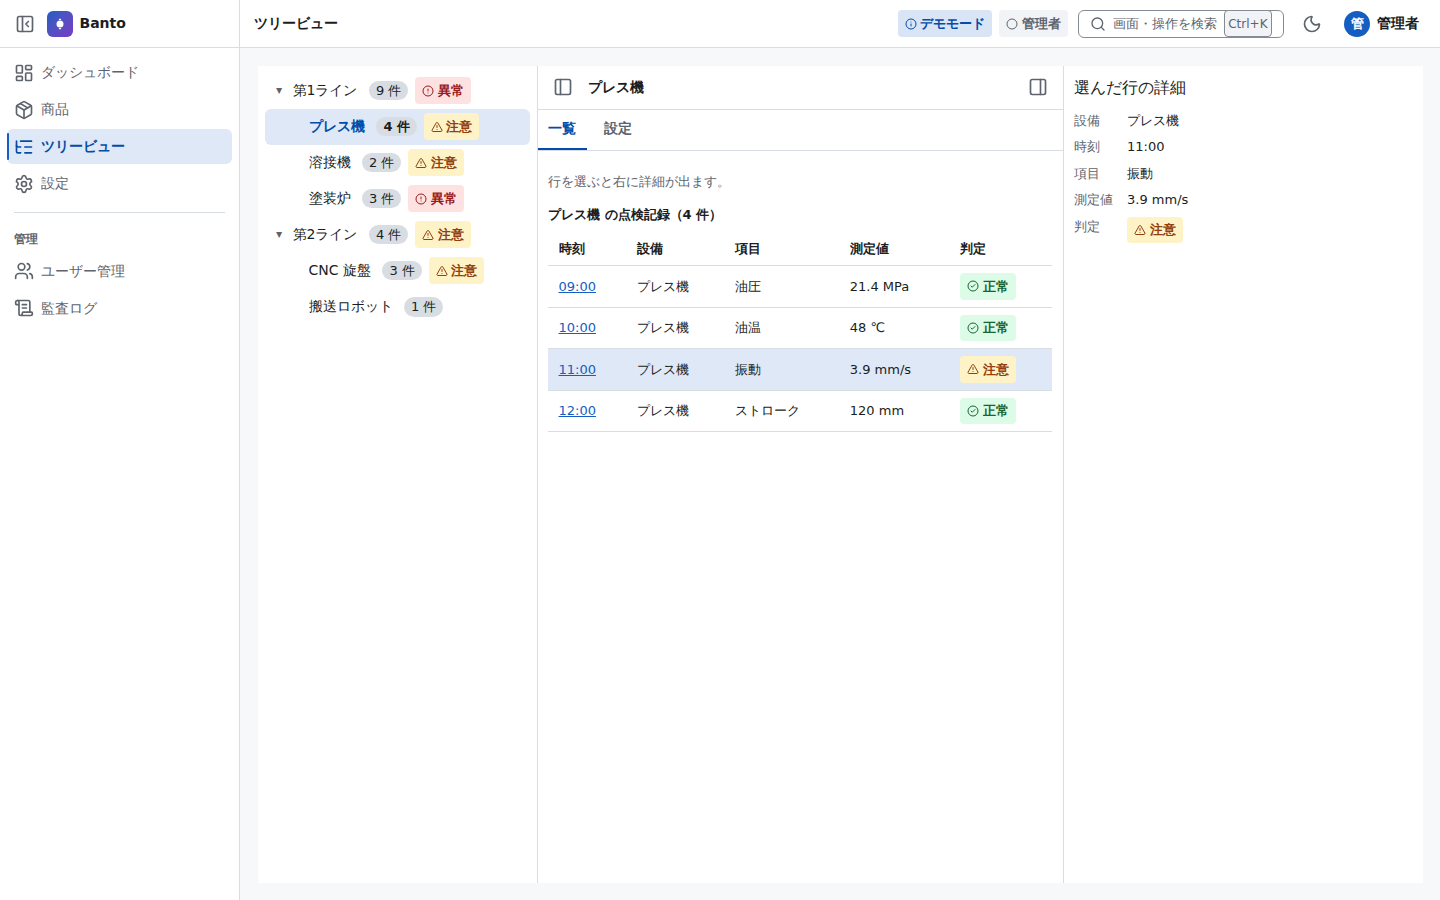 Banto
ツリービュー
デモモード
管理者
画面・操作を検索 Ctrl+K
管 管理者
ダッシュボード
商品
ツリービュー
設定
管理
ユーザー管理
監査ログ
▼ 第1ライン 9 件 異常
プレス機 4 件 注意
溶接機 2 件 注意
塗装炉 3 件 異常
▼ 第2ライン 4 件 注意
CNC 旋盤 3 件 注意
搬送ロボット 1 件
プレス機
一覧 設定
行を選ぶと右に詳細が出ます。
プレス機 の点検記録（4 件）
時刻 設備 項目 測定値 判定
09:00 プレス機 油圧 21.4 MPa 正常
10:00 プレス機 油温 48 ℃ 正常
11:00 プレス機 振動 3.9 mm/s 注意
12:00 プレス機 ストローク 120 mm 正常
選んだ行の詳細
設備 プレス機
時刻 11:00
項目 振動
測定値 3.9 mm/s
判定 注意